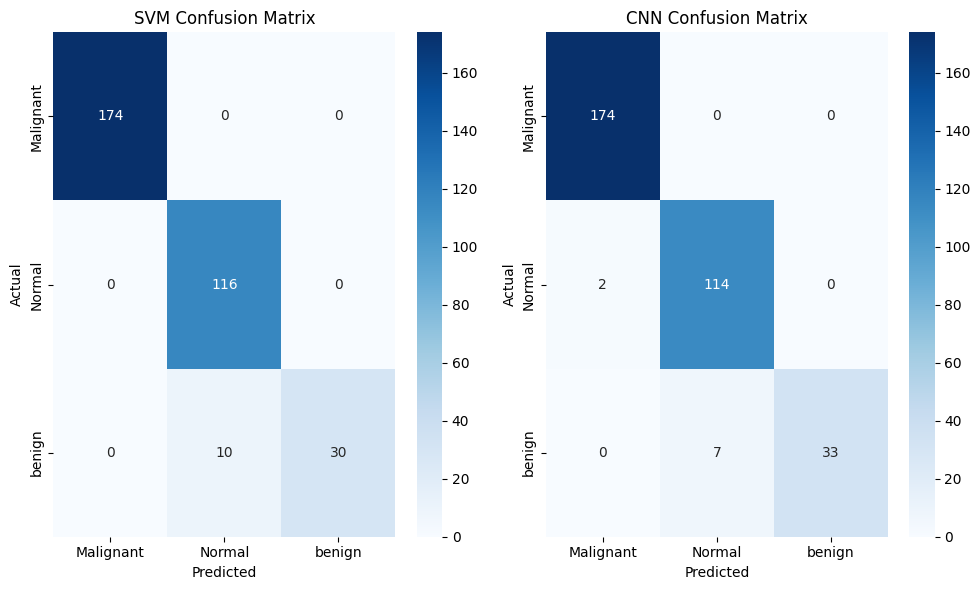 SVM Confusion Matrix
Malignant
Normal
benign
Actual
174 0 0
0 116 0
0 10 30
Malignant Normal benign
Predicted
160
140
120
100
80
60
40
20
0
CNN Confusion Matrix
Malignant
Normal
benign
Actual
174 0 0
2 114 0
0 7 33
Malignant Normal benign
Predicted
160
140
120
100
80
60
40
20
0